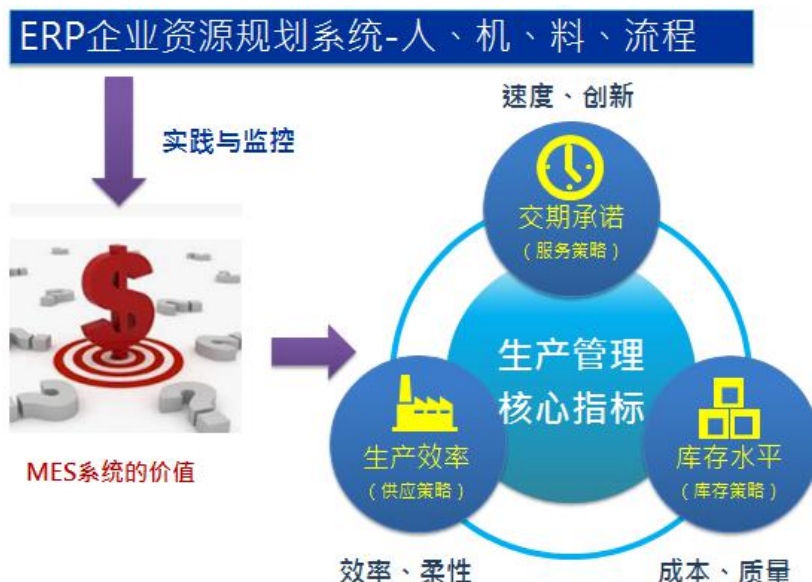 ERP企业资源规划系统-人、机、料、流程
速度、创新
实践与监控
交期承诺
（服务策略）
生产管理
核心指标
生产效率
（供应策略）
库存水平
（库存策略）
MES系统的价值
效率、柔性
成本、质量